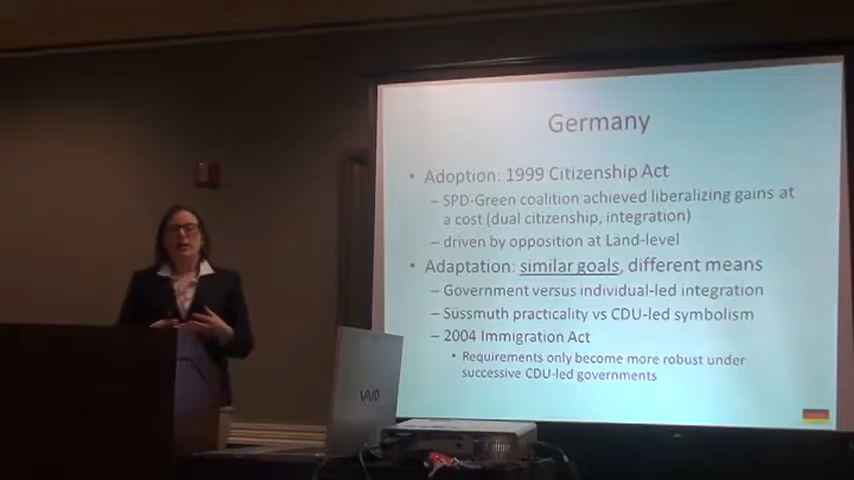 Germany
• Adoption: 1999 Citizenship Act
– SPD-Green coalition achieved liberalizing gains at
a cost (dual citizenship, integration)
– driven by opposition at Land-level
• Adaptation: similar goals, different means
– Government versus individual-led integration
– Süssmuth practicality vs CDU-led symbolism
– 2004 Immigration Act
• Requirements only become more robust under
successive CDU-led governments
VAIO